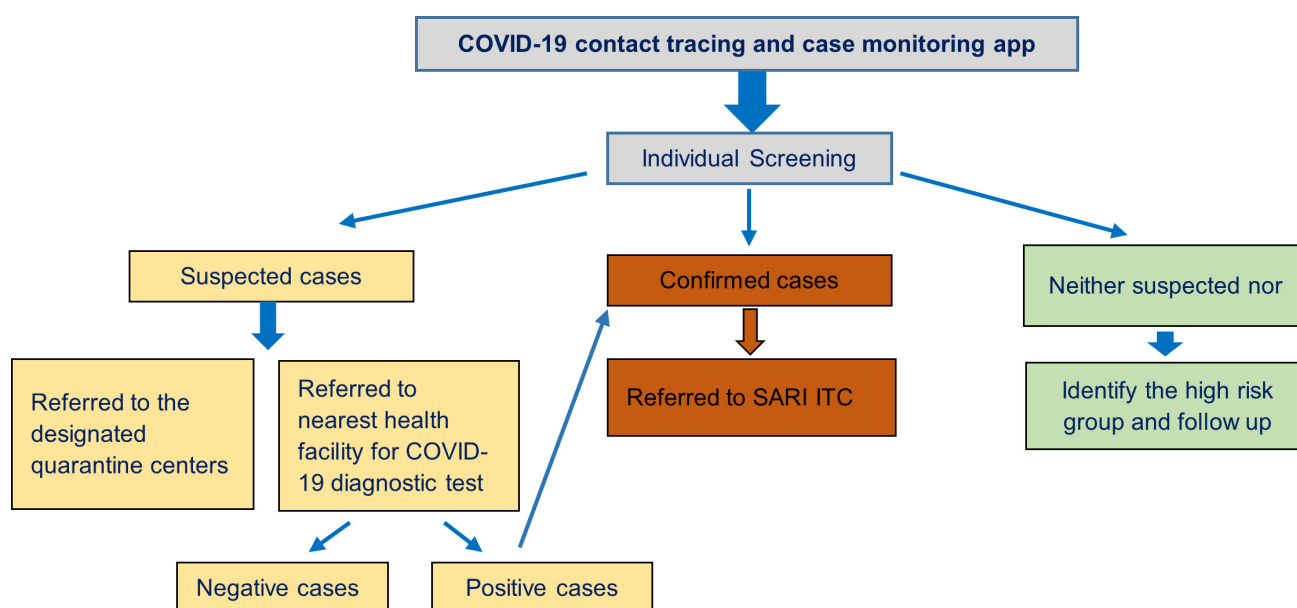 COVID-19 contact tracing and case monitoring app
Individual Screening
Suspected cases
Confirmed cases
Neither suspected nor
Referred to the
designated
quarantine centers
Referred to
nearest health
facility for COVID-
19 diagnostic test
Referred to SARI ITC
Identify the high risk
group and follow up
Negative cases
Positive cases